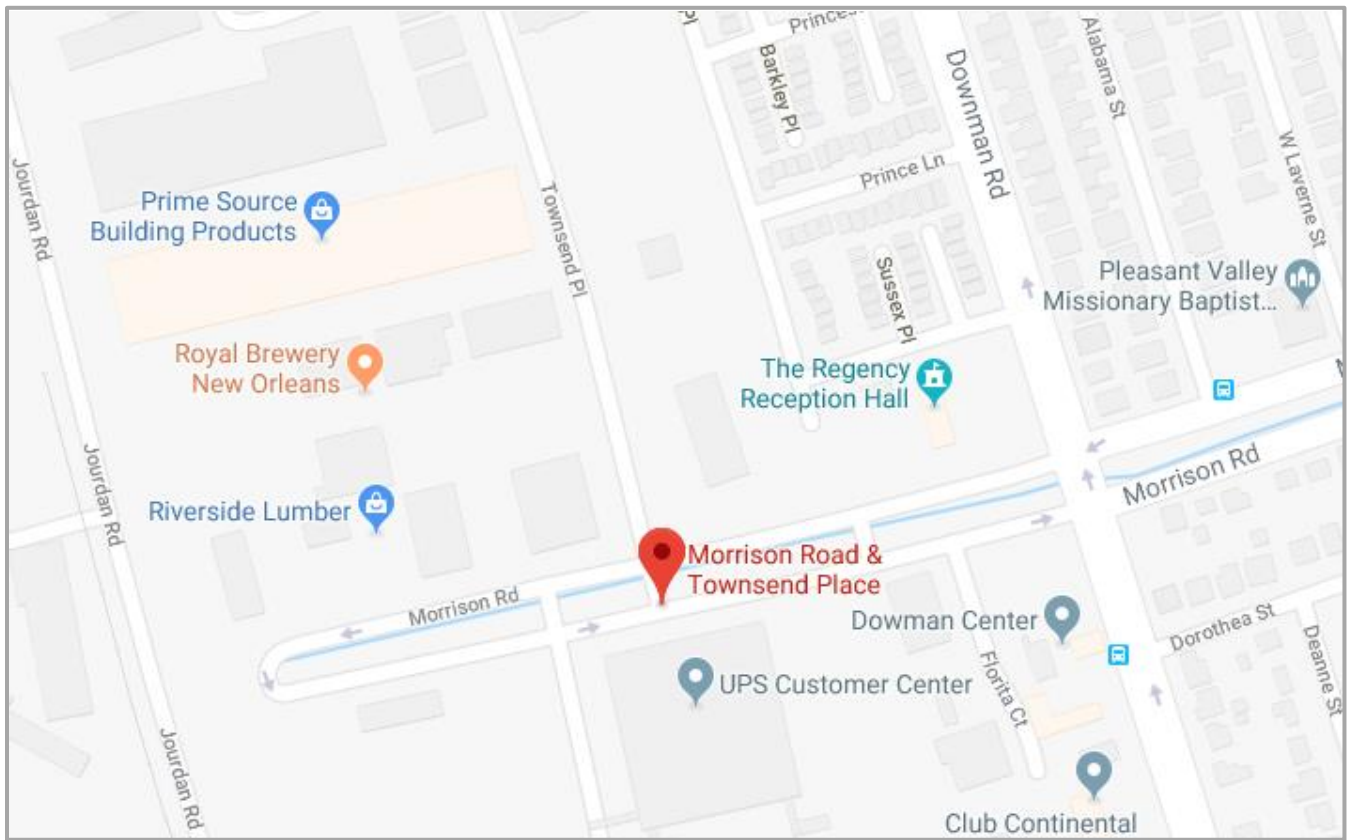 Princes
Pl
Barkley Pl
Downman Rd
Alabama St
W Laverne St
Jourdan Rd
Prince Ln
Prime Source
Building Products
Townsend Pl
Sussex Pl
Pleasant Valley
Missionary Baptist...
Royal Brewery
New Orleans
The Regency
Reception Hall
Jourdan Rd
Morrison Rd
Riverside Lumber
Morrison Road &
Townsend Place
Morrison Rd
Dowman Center
Dorothea St
Deanne St
UPS Customer Center
Florita Ct
Jourdan Rd
Club Continental